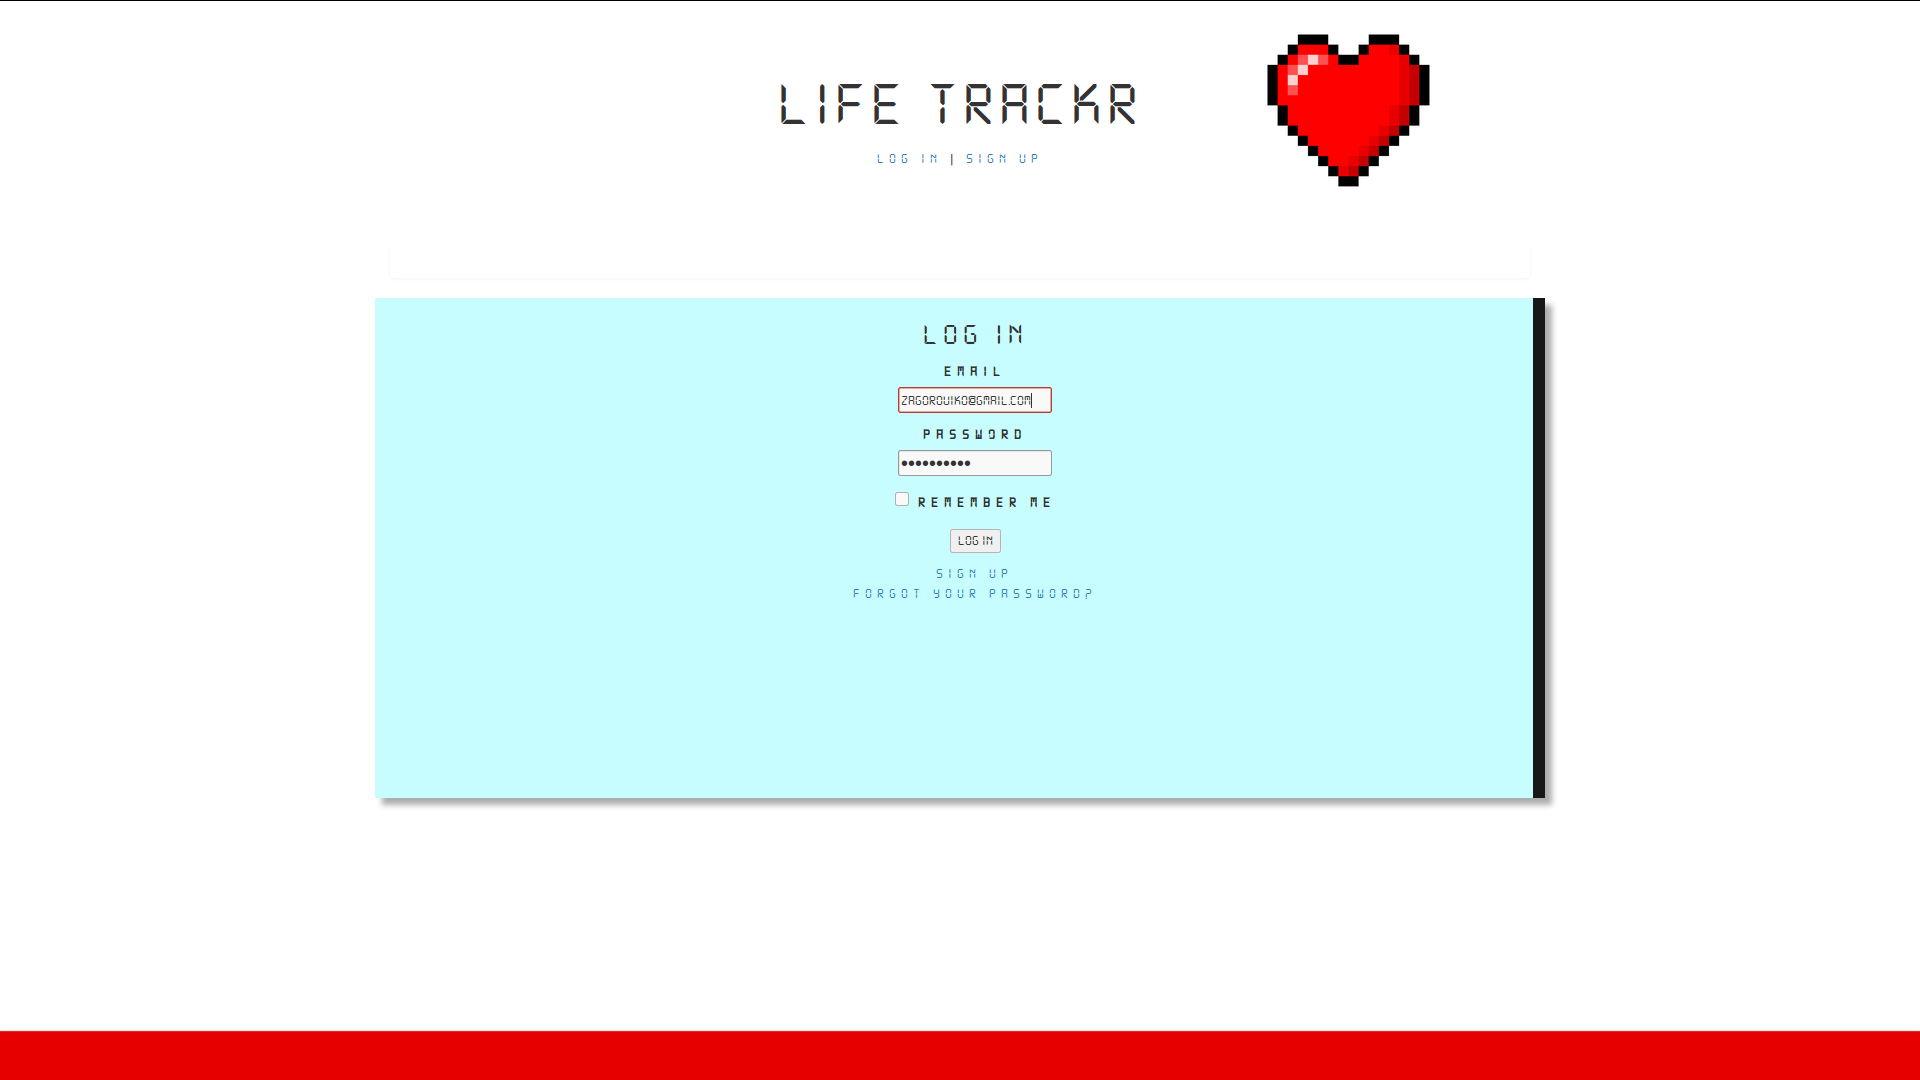 LIFE TRACKR
LOG IN | SIGN UP
LOG IN
EMAIL
ZAGOROVIKO@GMAIL.COM
PASSWORD
REMEMBER ME
LOG IN
SIGN UP
FORGOT YOUR PASSWORD?